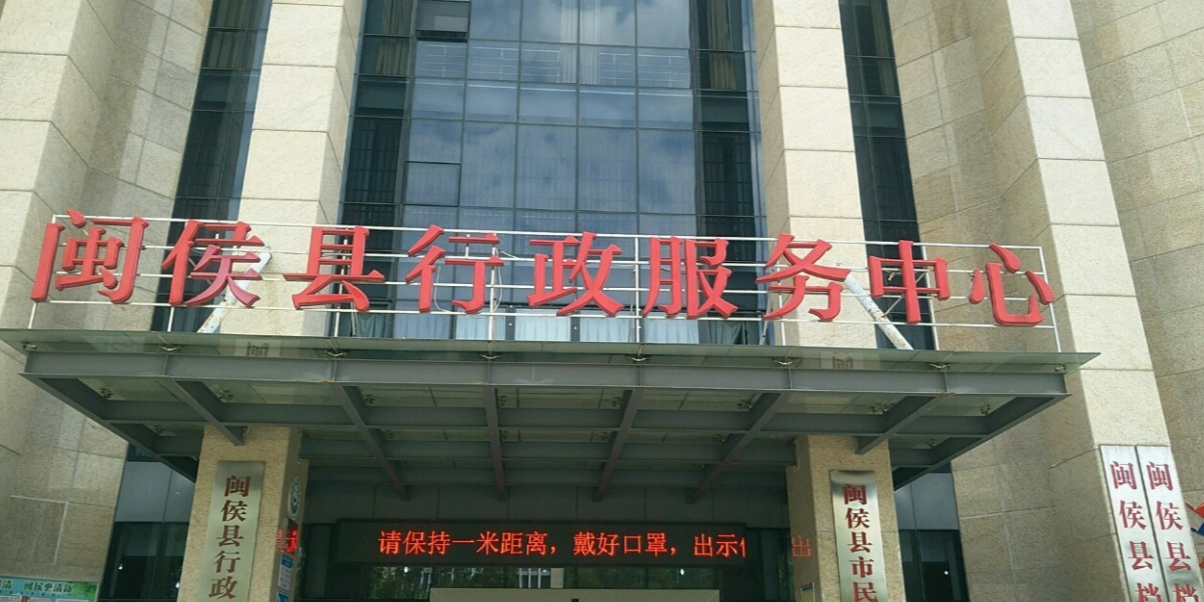 闽侯县行政服务中心
请保持一米距离，戴好口罩，出示
闽侯县行政
闽侯县市民
闽侯县档
闽侯县档